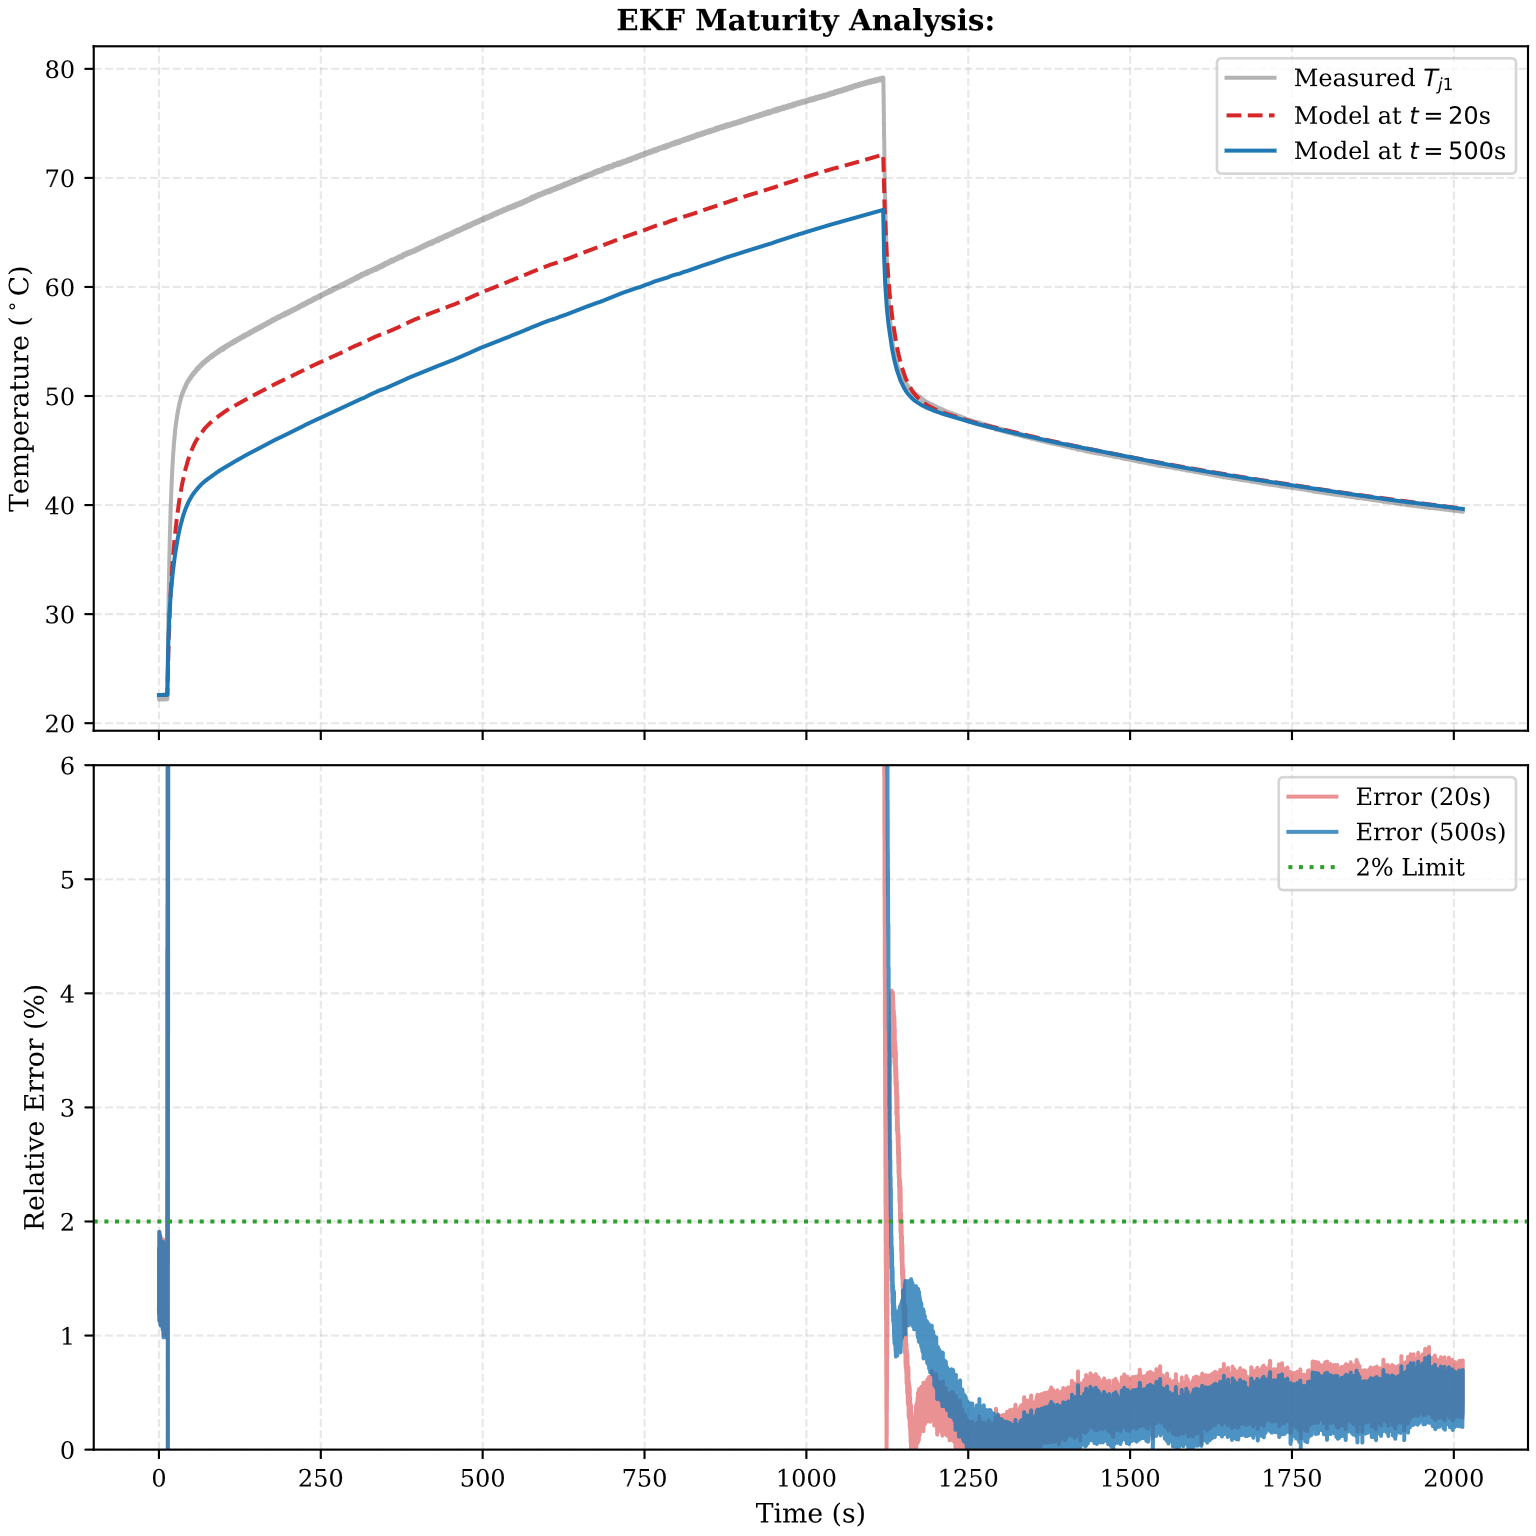 EKF Maturity Analysis:
Temperature (°C)
80
70
60
50
40
30
20
Measured T_{j1}
Model at t = 20s
Model at t = 500s
Relative Error (%)
6
5
4
3
2
1
0
Error (20s)
Error (500s)
2% Limit
0 250 500 750 1000 1250 1500 1750 2000
Time (s)